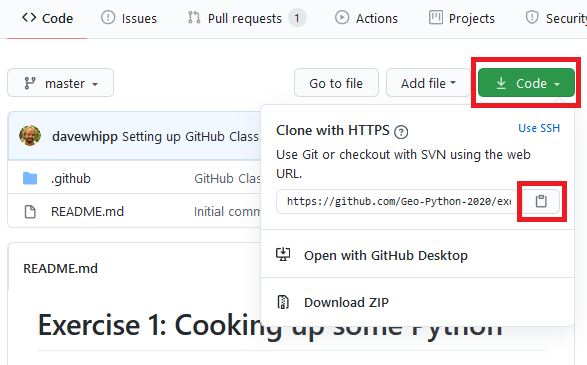 Code Issues Pull requests 1 Actions Projects Security
master Go to file Add file Code
davewhipp Setting up GitHub Class
.github GitHub Class
README.md Initial comm
Clone with HTTPS ? Use SSH
Use Git or checkout with SVN using the web
URL.
https://github.com/Geo-Python-2020/exe
Open with GitHub Desktop
Download ZIP
README.md
Exercise 1: Cooking up some Python